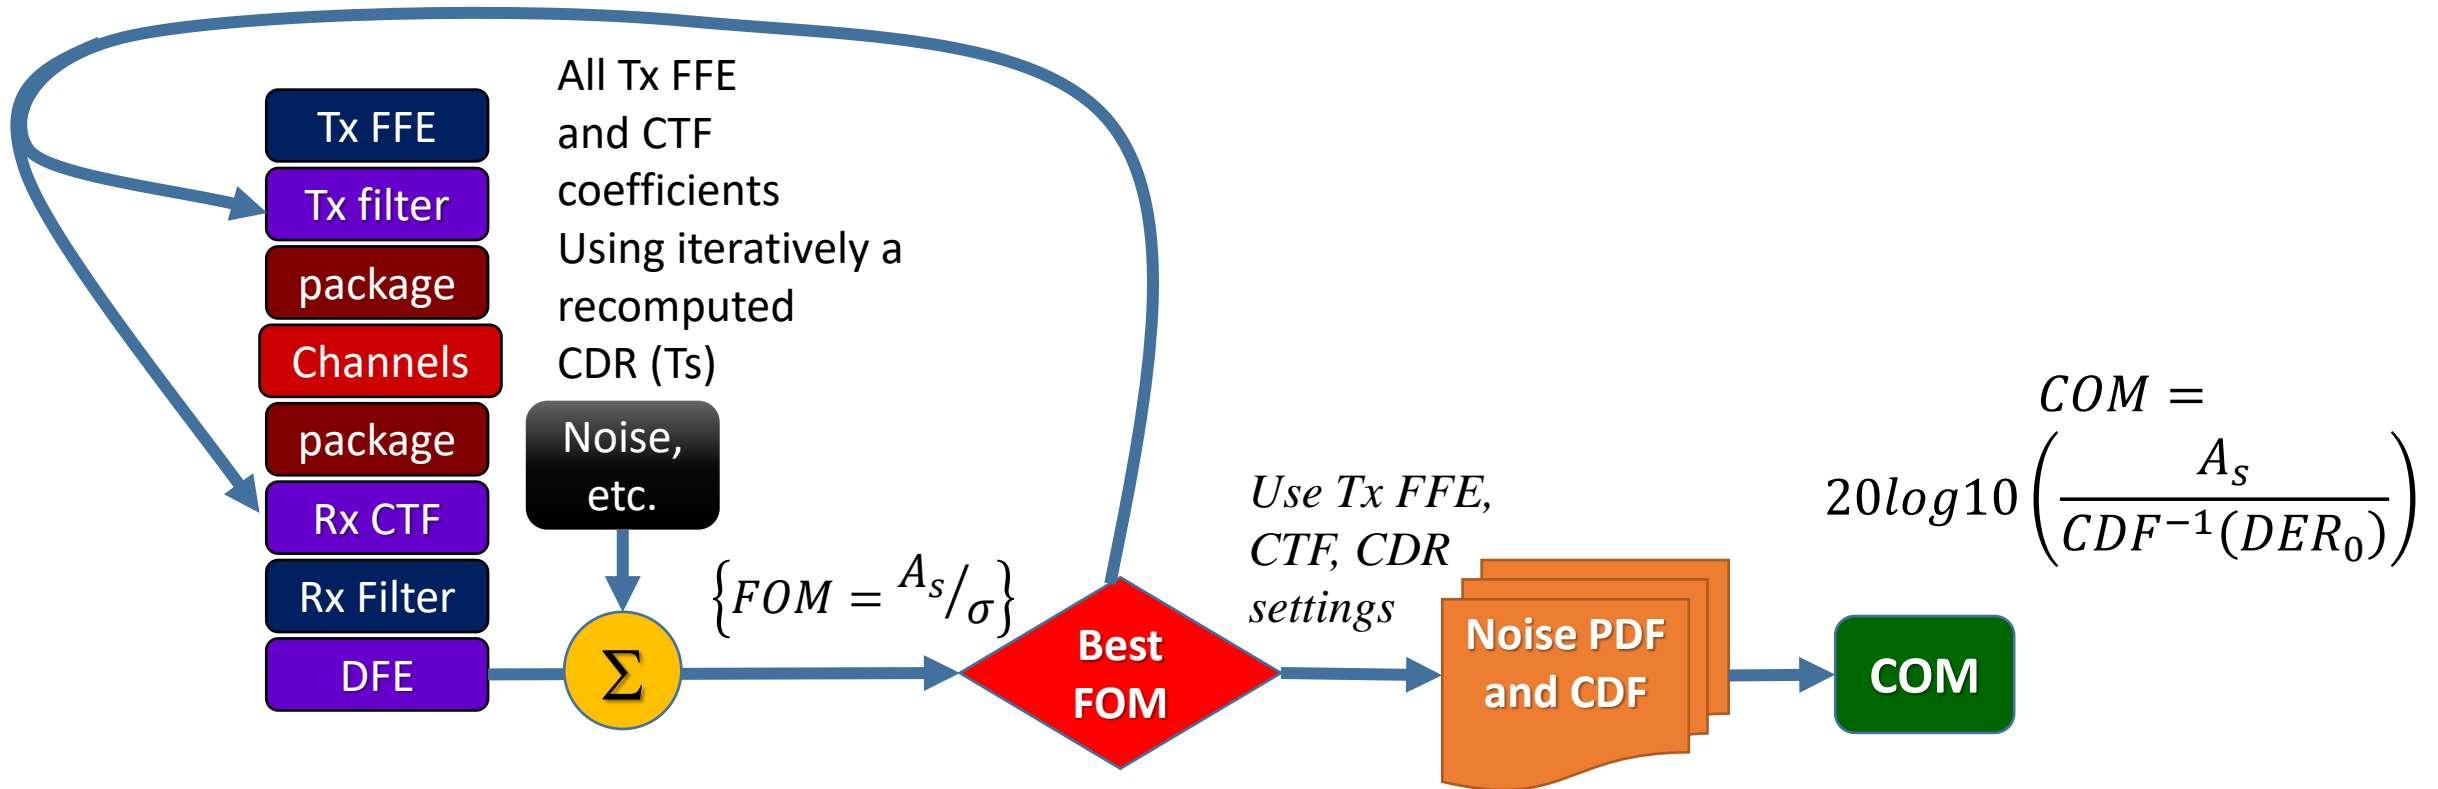 Tx FFE
Tx filter
package
Channels
package
Rx CTF
Rx Filter
DFE
All Tx FFE
and CTF
coefficients
Using iteratively a
recomputed
CDR (Ts)
Noise,
etc.
Σ
{FOM = A_s/σ}
Best
FOM
Use Tx FFE,
CTF, CDR
settings
Noise PDF
and CDF
COM =
20log10(A_s/CDF⁻¹(DER₀))
COM